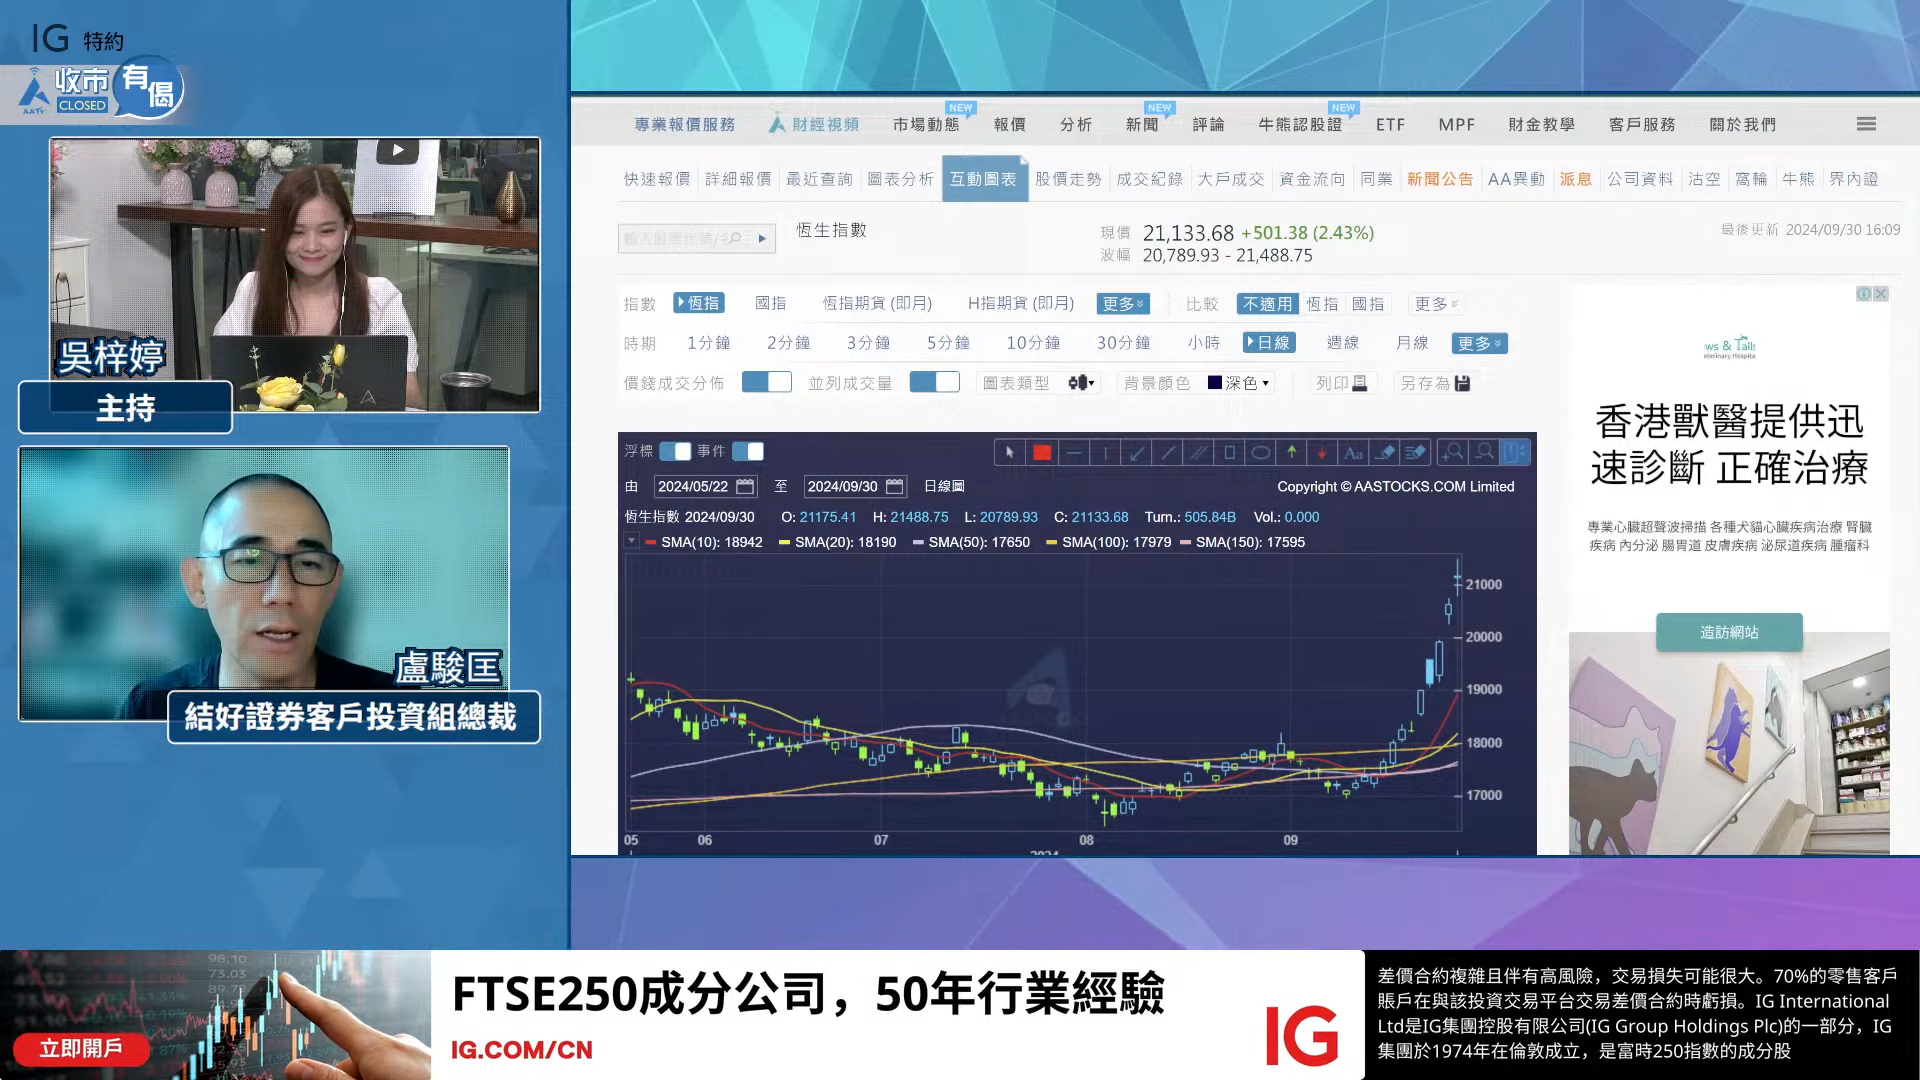 IG 特約
收市
CLOSED
有
偈
AATV
吳梓婷
主持
盧駿匡
結好證券客戶投資組總裁
專業報價服務 財經視頻 市場動態 NEW 報價 分析 新聞 NEW 評論 牛熊認股證 NEW ETF MPF 財金教學 客戶服務 關於我們
快速報價 詳細報價 最近查詢 圖表分析 互動圖表 股價走勢 成交紀錄 大戶成交 資金流向 同業 新聞公告 AA異動 派息 公司資料 沽空 窩輪 牛熊 界內證
恆生指數
現價 21,133.68 +501.38 (2.43%)
波幅 20,789.93 - 21,488.75
最後更新 2024/09/30 16:09
指數 恆指 國指 恆指期貨 (即月) H指期貨 (即月) 更多 比較 不適用 恆指 國指 更多
時期 1分鐘 2分鐘 3分鐘 5分鐘 10分鐘 30分鐘 小時 日線 週線 月線 更多
價錢成交分佈 並列成交量 圖表類型 背景顏色 深色 列印 另存為
浮標 事件
Aa
由 2024/05/22 至 2024/09/30 日線圖
Copyright © AASTOCKS.COM Limited
恆生指數 2024/09/30 O: 21175.41 H: 21488.75 L: 20789.93 C: 21133.68 Turn.: 505.84B Vol.: 0.000
SMA(10): 18942 SMA(20): 18190 SMA(50): 17650 SMA(100): 17979 SMA(150): 17595
21000
20000
19000
18000
17000
05 06 07 08 09
2024
香港獸醫提供迅
速診斷 正確治療
專業心臟超聲波掃描 各種犬貓心臟疾病治療 腎臟
疾病 內分泌 腸胃道 皮膚疾病 泌尿道疾病 腫瘤科
造訪網站
立即開戶
FTSE250成分公司，50年行業經驗
IG.COM/CN
IG
差價合約複雜且伴有高風險，交易損失可能很大。70%的零售客戶
賬戶在與該投資交易平台交易差價合約時虧損。IG International
Ltd是IG集團控股有限公司(IG Group Holdings Plc)的一部分，IG
集團於1974年在倫敦成立，是富時250指數的成分股